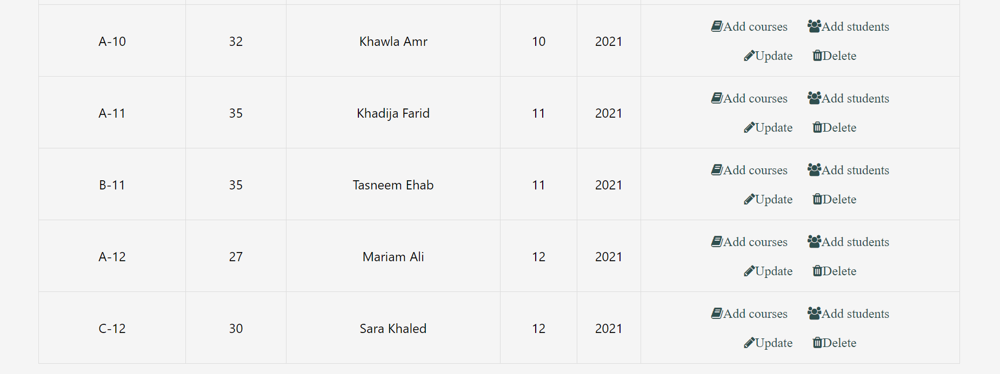 A-10 32 Khawla Amr 10 2021 Add courses Add students
Update Delete
A-11 35 Khadija Farid 11 2021 Add courses Add students
Update Delete
B-11 35 Tasneem Ehab 11 2021 Add courses Add students
Update Delete
A-12 27 Mariam Ali 12 2021 Add courses Add students
Update Delete
C-12 30 Sara Khaled 12 2021 Add courses Add students
Update Delete